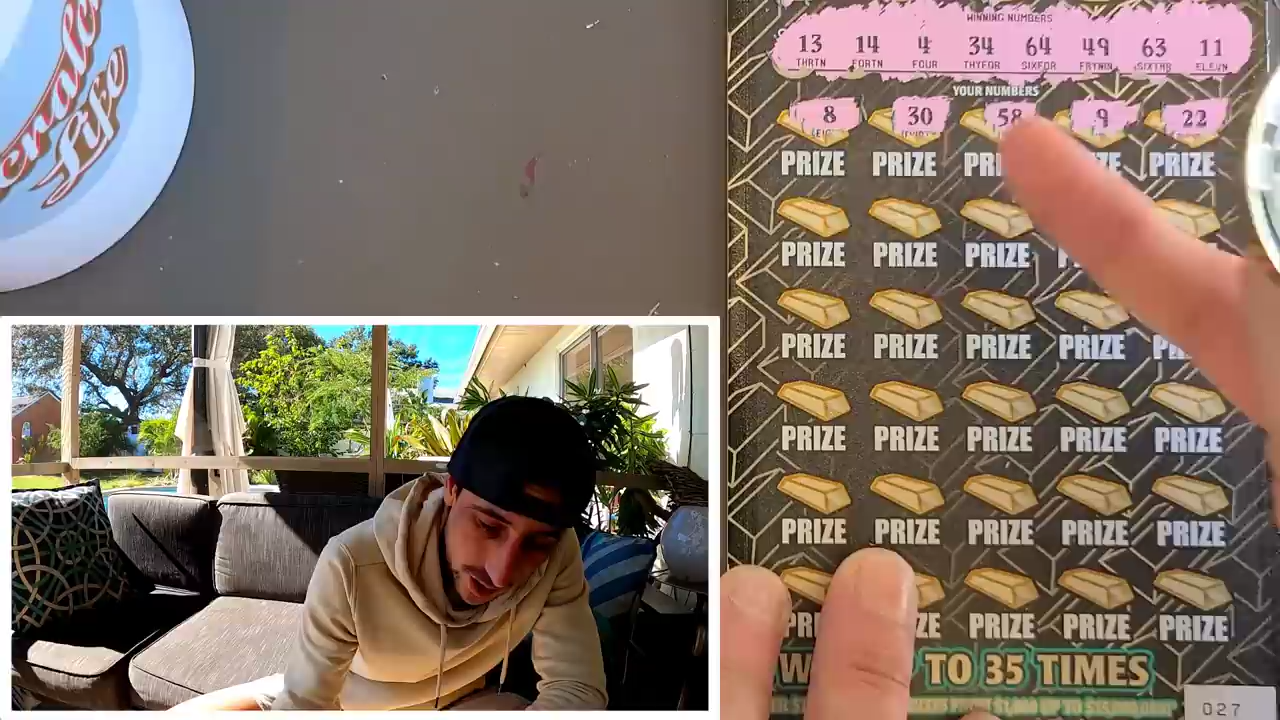 Life
WINNING NUMBERS
13 14 4 34 64 49 63 11
THRTN FORTN FOUR THYFOR SIXFOR FRTNIN SIXTHR ELEVN
YOUR NUMBERS
8 30 58 9 22
PRIZE PRIZE PRIZE PRIZE
PRIZE PRIZE PRIZE
PRIZE PRIZE PRIZE PRIZE
PRIZE PRIZE PRIZE PRIZE PRIZE
PRIZE PRIZE PRIZE PRIZE PRIZE
PRIZE PRIZE PRIZE
TO 35 TIMES
027